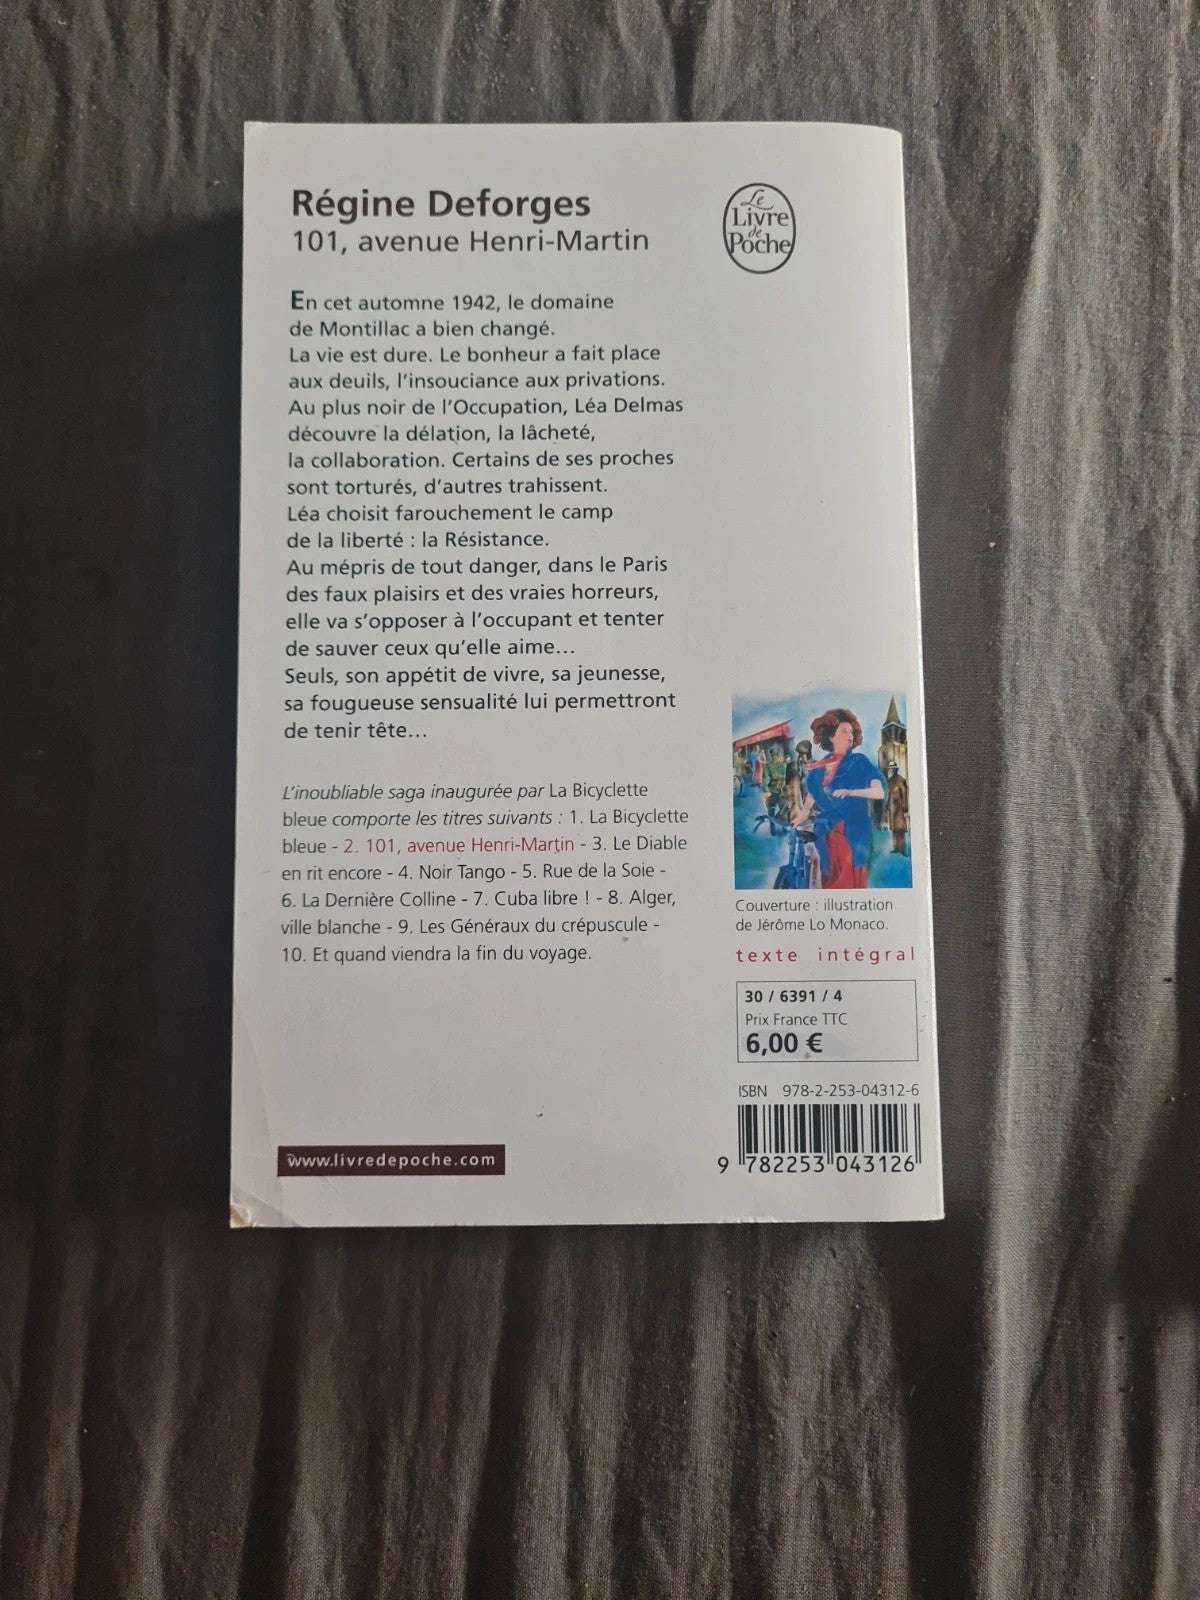 Régine Deforges
101, avenue Henri-Martin
Le
Livre
de
Poche
En cet automne 1942, le domaine
de Montillac a bien changé.
La vie est dure. Le bonheur a fait place
aux deuils, l'insouciance aux privations.
Au plus noir de l'Occupation, Léa Delmas
découvre la délation, la lâcheté,
la collaboration. Certains de ses proches
sont torturés, d'autres trahissent.
Léa choisit farouchement le camp
de la liberté : la Résistance.
Au mépris de tout danger, dans le Paris
des faux plaisirs et des vraies horreurs,
elle va s'opposer à l'occupant et tenter
de sauver ceux qu'elle aime...
Seuls, son appétit de vivre, sa jeunesse,
sa fougueuse sensualité lui permettront
de tenir tête...
L'inoubliable saga inaugurée par La Bicyclette
bleue comporte les titres suivants : 1. La Bicyclette
bleue - 2. 101, avenue Henri-Martin - 3. Le Diable
en rit encore - 4. Noir Tango - 5. Rue de la Soie -
6. La Dernière Colline - 7. Cuba libre ! - 8. Alger,
ville blanche - 9. Les Généraux du crépuscule -
10. Et quand viendra la fin du voyage.
Couverture : illustration
de Jérôme Lo Monaco.
texte intégral
30 / 6391 / 4
Prix France TTC
6,00 €
ISBN 978-2-253-04312-6
9 782253 043126
www.livredepoche.com